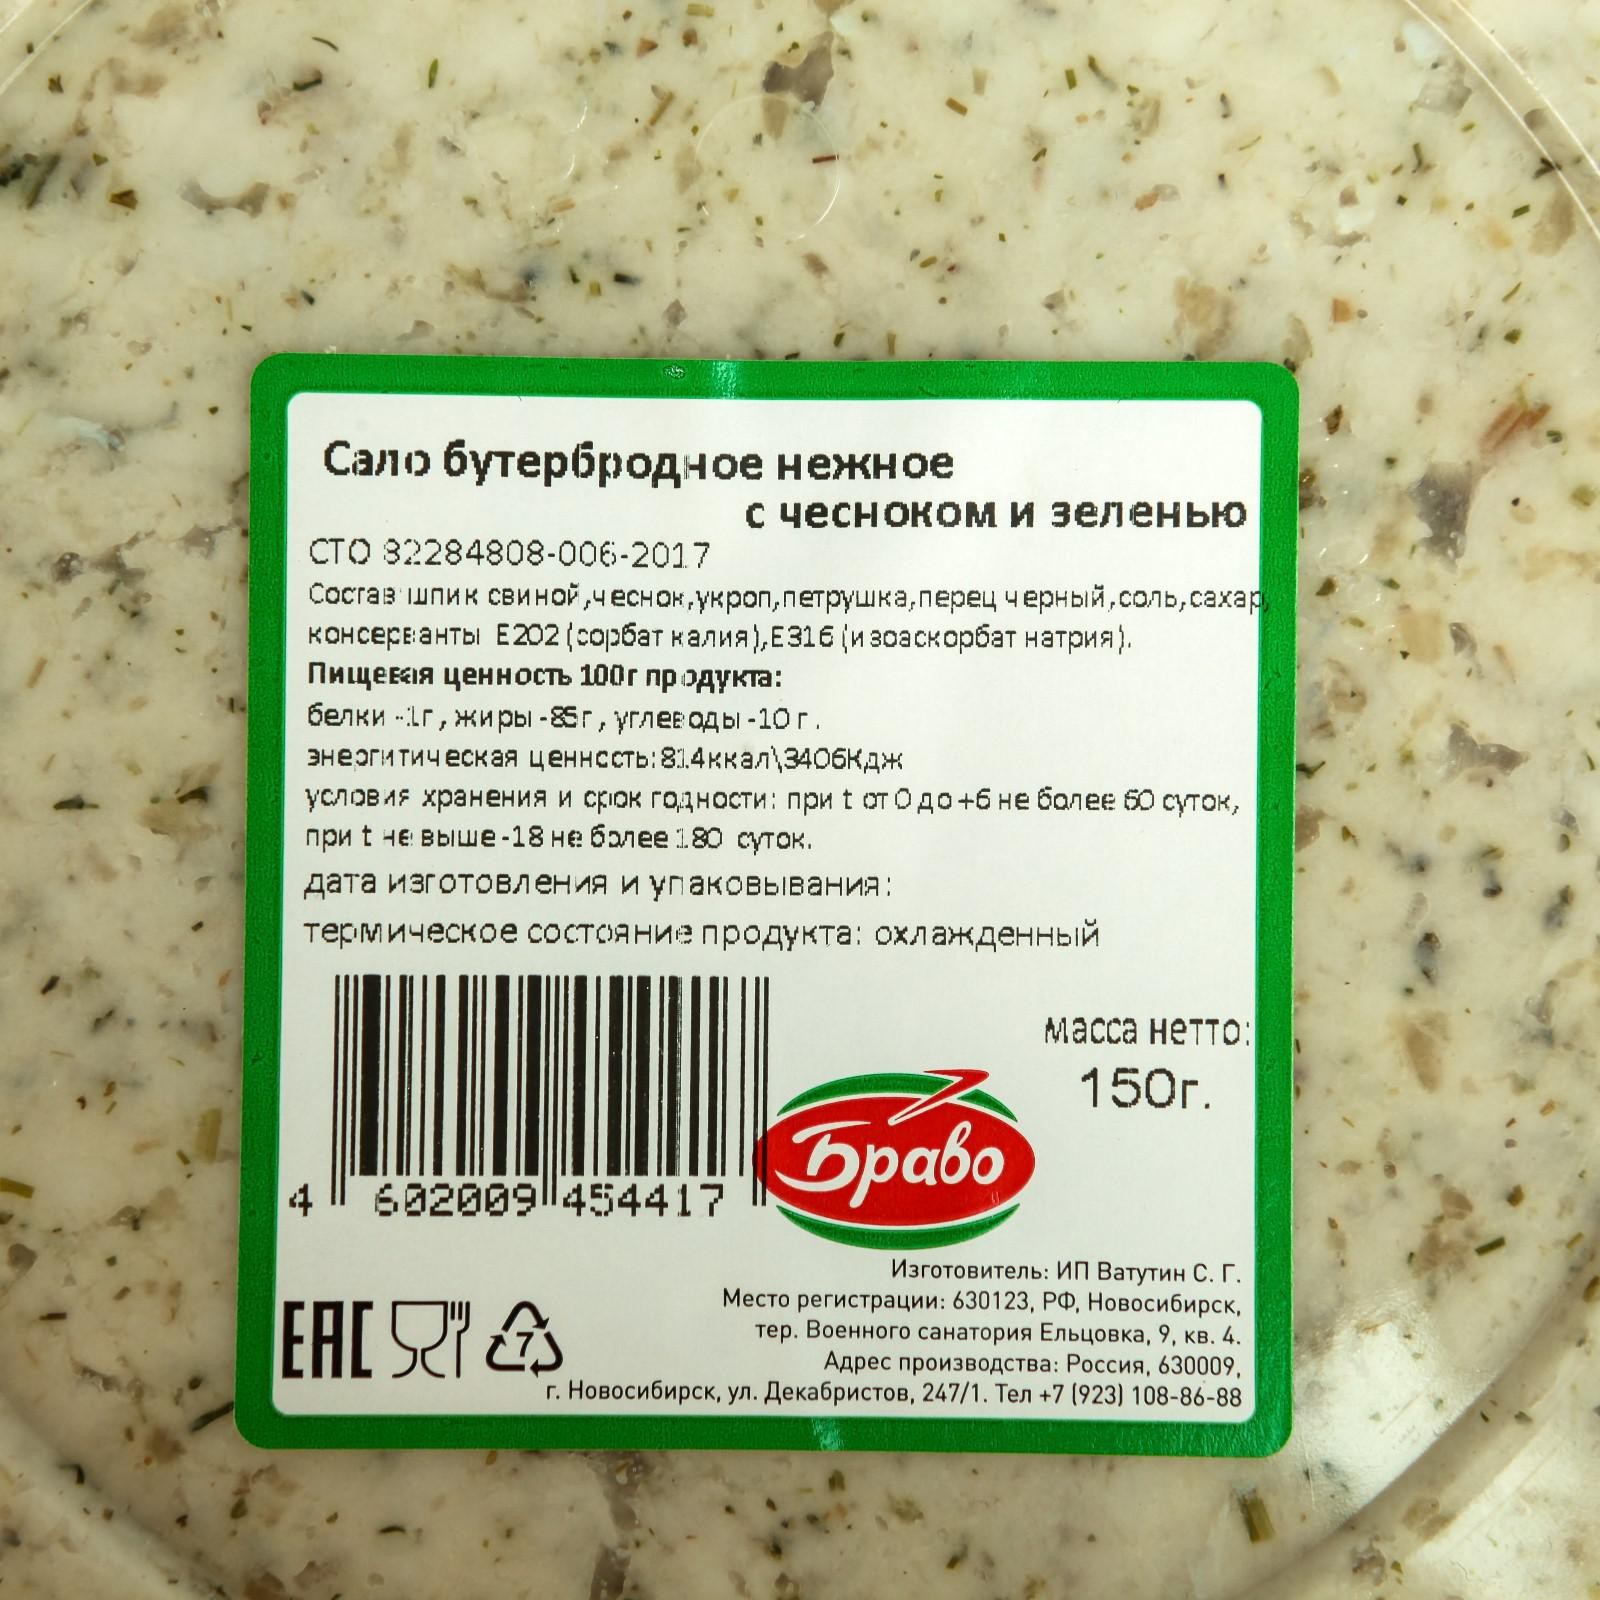 Сало бутербродное нежное
с чесноком и зеленью
СТО 82284808-006-2017
Состав шпик свиной,чеснок,укроп,петрушка,перец черный,соль,сахар,
консерванты Е202 (сорбат калия),Е316 (изоаскорбат натрия).
Пищевая ценность 100г продукта:
белки -1г, жиры -85г, углеводы -10 г.
энергитическая ценность:814ккал\3406Кдж
условия хранения и срок годности: при t от 0 до +6 не более 60 суток,
при t не выше -18 не более 180 суток.
дата изготовления и упаковывания:
термическое состояние продукта: охлажденный
масса нетто:
150г.
Браво
4 602009 454417
Изготовитель: ИП Ватутин С. Г.
Место регистрации: 630123, РФ, Новосибирск,
тер. Военного санатория Ельцовка, 9, кв. 4.
Адрес производства: Россия, 630009,
г. Новосибирск, ул. Декабристов, 247/1. Тел +7 (923) 108-86-88
ЕАС
7